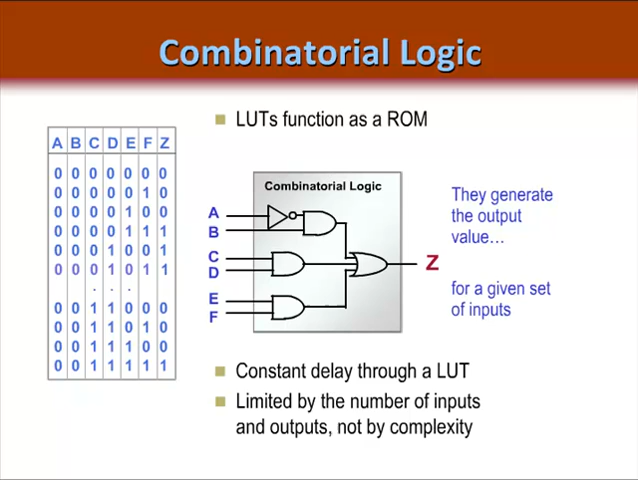 Combinatorial Logic
LUTs function as a ROM
A B C D E F Z
0 0 0 0 0 0 0
0 0 0 0 0 1 0
0 0 0 0 1 0 0
0 0 0 0 1 1 1
0 0 0 1 0 0 1
0 0 0 1 0 1 1
. . .
0 0 1 1 0 0 0
0 0 1 1 0 1 0
0 0 1 1 1 0 0
0 0 1 1 1 1 1
Combinatorial Logic
A
B
C
D
E
F
Z
They generate
the output
value…
for a given set
of inputs
Constant delay through a LUT
Limited by the number of inputs
and outputs, not by complexity